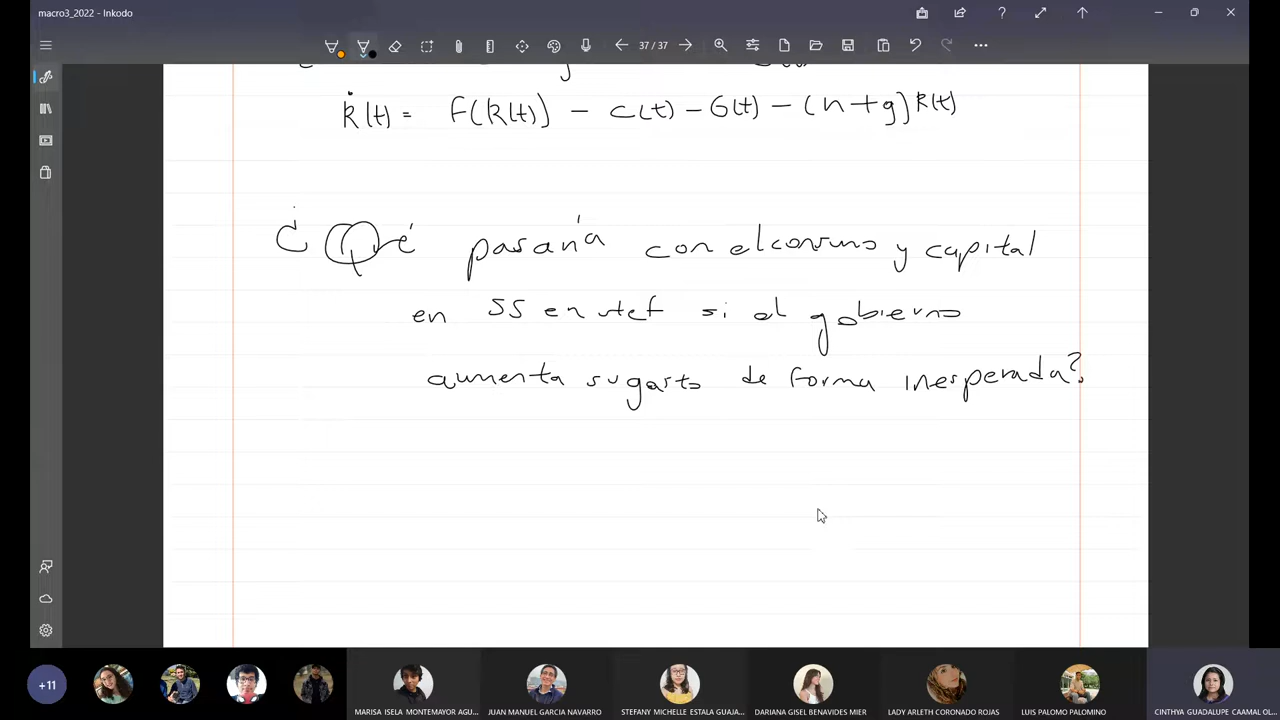 macro3_2022 - Inkodo
37 / 37
k̇(t) = f(k(t)) - c(t) - G(t) - (n+g)k(t)
¿Qué pasaría con el consumo y capital
en SS en si el gobierno
aumenta su gasto de forma inesperada?
+11
MARISA ISELA MONTEMAYOR AGU...
JUAN MANUEL GARCIA NAVARRO
STEFANY MICHELLE ESTALA GUAJA...
DARIANA GISEL BENAVIDES MIER
LADY ARLETH CORONADO ROJAS
LUIS PALOMO PALOMINO
CINTHYA GUADALUPE CAAMAL OL...